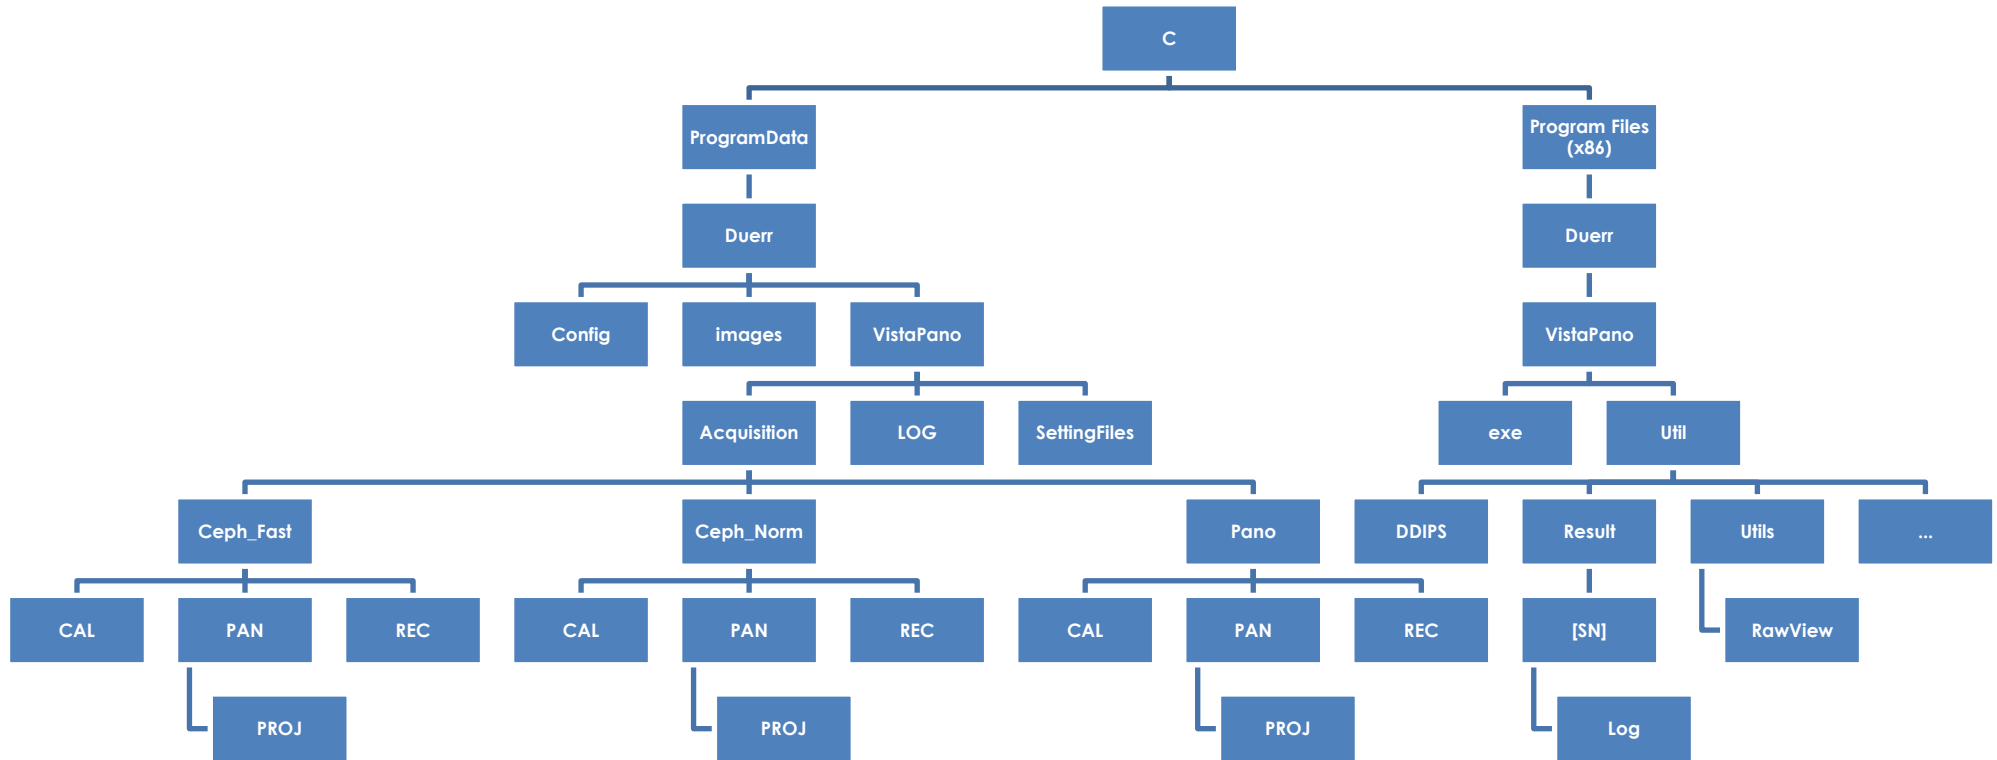 C
ProgramData
Program Files
(x86)
Duerr
Duerr
Config
images
VistaPano
VistaPano
Acquisition
LOG
SettingFiles
exe
Util
Ceph_Fast
Ceph_Norm
Pano
DDIPS
Result
Utils
...
CAL
PAN
REC
CAL
PAN
REC
CAL
PAN
REC
[SN]
RawView
PROJ
PROJ
PROJ
Log